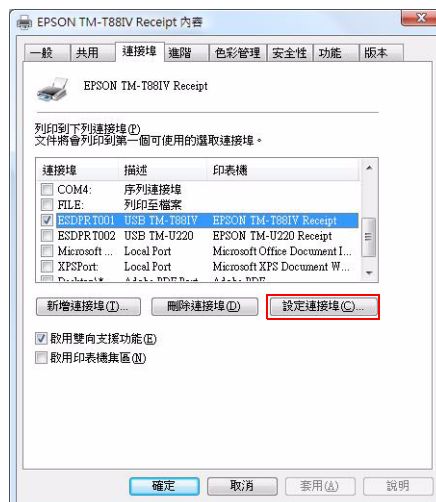 EPSON TM-T88IV Receipt 內容
一般 共用 連接埠 進階 色彩管理 安全性 功能 版本
EPSON TM-T88IV Receipt
列印到下列連接埠(P)
文件將會列印到第一個可使用的選取連接埠。
連接埠 描述 印表機
COM4: 序列連接埠
FILE: 列印至檔案
ESDPRT001 USB TM-T88IV EPSON TM-T88IV Receipt
ESDPRT002 USB TM-U220 EPSON TM-U220 Receipt
Microsoft ... Local Port Microsoft Office Document I...
XPSPort: Local Port Microsoft XPS Document W...
新增連接埠(T)... 刪除連接埠(D) 設定連接埠(C)...
啟用雙向支援功能(E)
啟用印表機集區(N)
確定 取消 套用(A) 說明